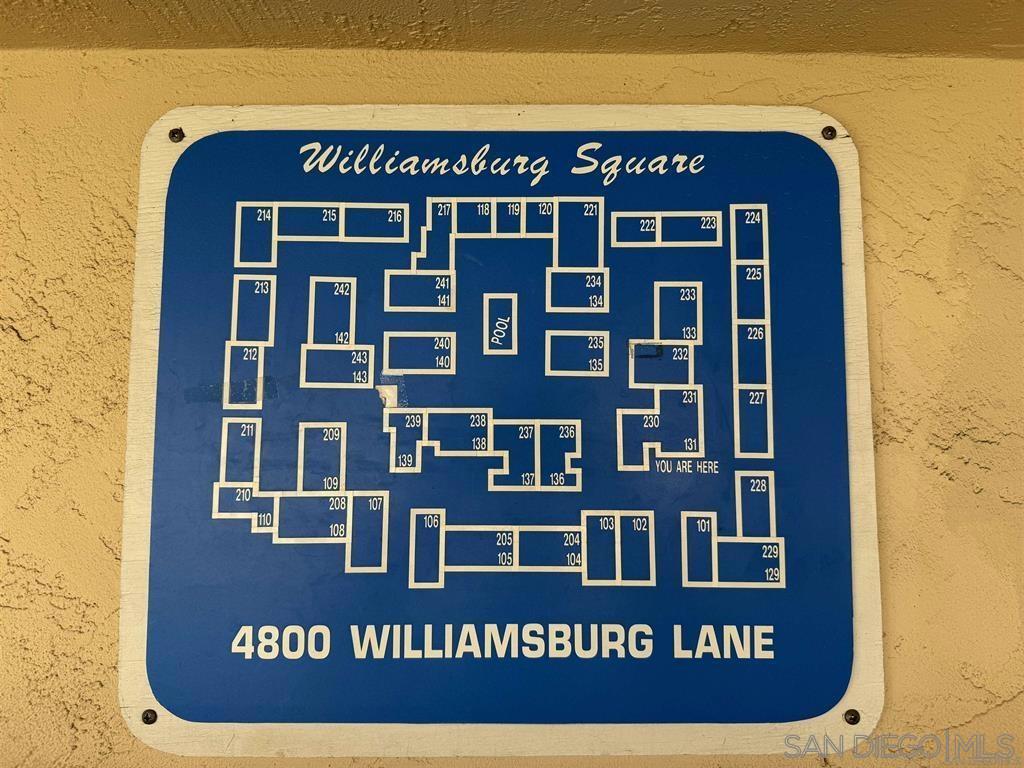 Williamsburg Square
214 215 216 217 118 119 120 221 222 223 224
213 242 241 234 233 225
142 141 POOL 134 133 226
212 243 240 235 232
143 140 135
211 209 239 238 237 236 230 231 227
139 138 137 136 131
YOU ARE HERE
210 109
110 208 107 106 205 204 103 102 101 228
108 105 104 229
129
4800 WILLIAMSBURG LANE
SAN DIEGO MLS